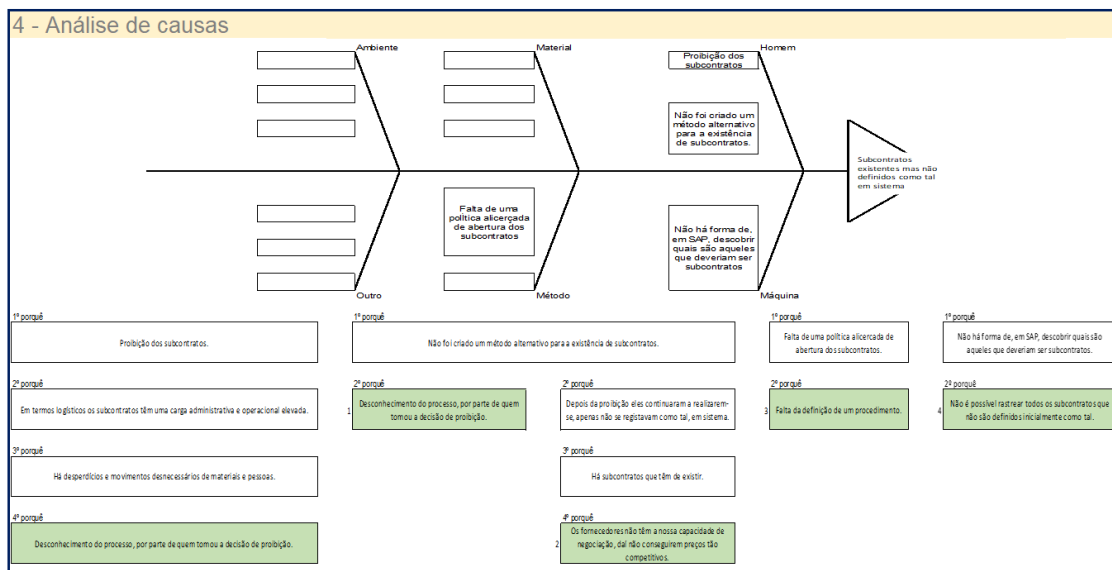 4 - Análise de causas
Ambiente
Material
Homem
Proibição dos
subcontratos
Não foi criado um
método alternativo
para a existência
de subcontratos.
Subcontratos
existentes mas não
definidos como tal
em sistema
Falta de uma
política alicerçada
de abertura dos
subcontratos
Não há forma de,
em SAP, descobrir
quais são aqueles
que deveriam ser
subcontratos
Outro
Método
Máquina
1º porquê
Proibição dos subcontratos.
2º porquê
Em termos logísticos os subcontratos têm uma carga administrativa e operacional elevada.
3º porquê
Há desperdícios e movimentos desnecessários de materiais e pessoas.
4º porquê
Desconhecimento do processo, por parte de quem tomou a decisão de proibição.
1º porquê
Não foi criado um método alternativo para a existência de subcontratos.
2º porquê
1
Desconhecimento do processo, por parte de quem
tomou a decisão de proibição.
2º porquê
Depois da proibição eles continuaram a realizarem-
se, apenas não se registavam como tal, em sistema.
3º porquê
Há subcontratos que têm de existir.
4º porquê
2
Os fornecedores não têm a nossa capacidade de
negociação, daí não conseguirem preços tão
competitivos.
1º porquê
Falta de uma política alicercada de
abertura dos subcontratos.
2º porquê
3
Falta da definição de um procedimento.
1º porquê
Não há forma de, em SAP, descobrir quais são
aqueles que deveriam ser subcontratos.
2º porquê
4
Não é possível rastrear todos os subcontratos que
não são definidos inicialmente como tal.